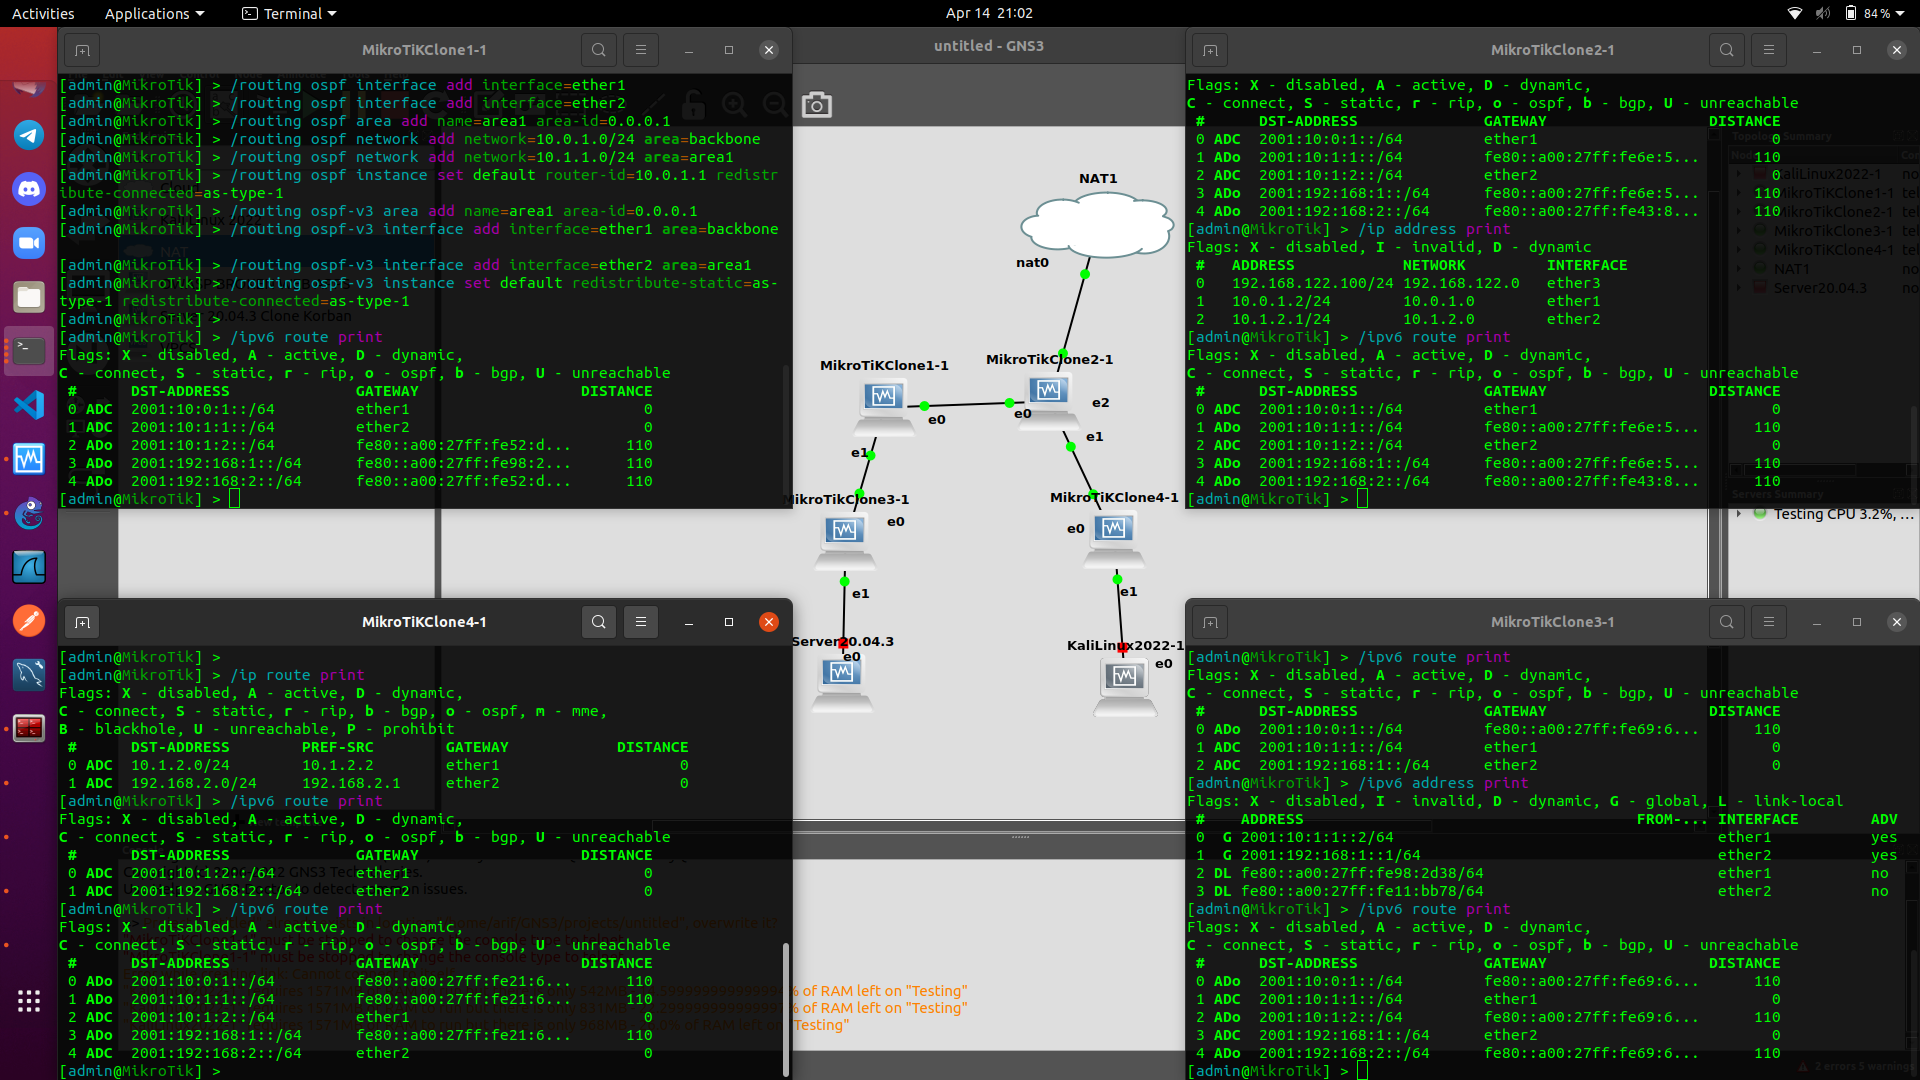 Activities Applications Terminal Apr 14 21:02 84 %
MikroTiKClone1-1
[admin@MikroTik] > /routing ospf interface add interface=ether1
[admin@MikroTik] > /routing ospf interface add interface=ether2
[admin@MikroTik] > /routing ospf area add name=area1 area-id=0.0.0.1
[admin@MikroTik] > /routing ospf network add network=10.0.1.0/24 area=backbone
[admin@MikroTik] > /routing ospf network add network=10.1.1.0/24 area=area1
[admin@MikroTik] > /routing ospf instance set default router-id=10.0.1.1 redistr
ibute-connected=as-type-1
[admin@MikroTik] > /routing ospf-v3 area add name=area1 area-id=0.0.0.1
[admin@MikroTik] > /routing ospf-v3 interface add interface=ether1 area=backbone
[admin@MikroTik] > /routing ospf-v3 interface add interface=ether2 area=area1
[admin@MikroTik] > /routing ospf-v3 instance set default redistribute-static=as-
type-1 redistribute-connected=as-type-1
[admin@MikroTik] >
[admin@MikroTik] > /ipv6 route print
Flags: X - disabled, A - active, D - dynamic,
C - connect, S - static, r - rip, o - ospf, b - bgp, U - unreachable
# DST-ADDRESS GATEWAY DISTANCE
0 ADC 2001:10:0:1::/64 ether1 0
1 ADC 2001:10:1:1::/64 ether2 0
2 ADo 2001:10:1:2::/64 fe80::a00:27ff:fe52:d... 110
3 ADo 2001:192:168:1::/64 fe80::a00:27ff:fe98:2... 110
4 ADo 2001:192:168:2::/64 fe80::a00:27ff:fe52:d... 110
[admin@MikroTik] >
untitled - GNS3
NAT1
nat0
MikroTiKClone1-1
MikroTikClone2-1
e0
e0
e2
e1
e1
MikroTikClone3-1
MikroTiKClone4-1
e0
e0
e1
e1
Server20.04.3
KaliLinux2022-1
e0
e0
MikroTikClone2-1
Flags: X - disabled, A - active, D - dynamic,
C - connect, S - static, r - rip, o - ospf, b - bgp, U - unreachable
# DST-ADDRESS GATEWAY DISTANCE
0 ADC 2001:10:0:1::/64 ether1 0
1 ADo 2001:10:1:1::/64 fe80::a00:27ff:fe6e:5... 110
2 ADC 2001:10:1:2::/64 ether2 0
3 ADo 2001:192:168:1::/64 fe80::a00:27ff:fe6e:5... 110
4 ADo 2001:192:168:2::/64 fe80::a00:27ff:fe43:8... 110
[admin@MikroTik] > /ip address print
Flags: X - disabled, I - invalid, D - dynamic
# ADDRESS NETWORK INTERFACE
0 192.168.122.100/24 192.168.122.0 ether3
1 10.0.1.2/24 10.0.1.0 ether1
2 10.1.2.1/24 10.1.2.0 ether2
[admin@MikroTik] > /ipv6 route print
Flags: X - disabled, A - active, D - dynamic,
C - connect, S - static, r - rip, o - ospf, b - bgp, U - unreachable
# DST-ADDRESS GATEWAY DISTANCE
0 ADC 2001:10:0:1::/64 ether1 0
1 ADo 2001:10:1:1::/64 fe80::a00:27ff:fe6e:5... 110
2 ADC 2001:10:1:2::/64 ether2 0
3 ADo 2001:192:168:1::/64 fe80::a00:27ff:fe6e:5... 110
4 ADo 2001:192:168:2::/64 fe80::a00:27ff:fe43:8... 110
[admin@MikroTik] >
Topology Summary
KaliLinux2022-1
MikroTiKClone1-1 tel
MikroTikClone2-1 tel
MikroTikClone3-1 tel
MikroTiKClone4-1 tel
NAT1
Server20.04.3
Servers Summary
Testing CPU 3.2%, ...
MikroTiKClone4-1
[admin@MikroTik] >
[admin@MikroTik] > /ip route print
Flags: X - disabled, A - active, D - dynamic,
C - connect, S - static, r - rip, b - bgp, o - ospf, m - mme,
B - blackhole, U - unreachable, P - prohibit
# DST-ADDRESS PREF-SRC GATEWAY DISTANCE
0 ADC 10.1.2.0/24 10.1.2.2 ether1 0
1 ADC 192.168.2.0/24 192.168.2.1 ether2 0
[admin@MikroTik] > /ipv6 route print
Flags: X - disabled, A - active, D - dynamic,
C - connect, S - static, r - rip, o - ospf, b - bgp, U - unreachable
# DST-ADDRESS GATEWAY DISTANCE
0 ADC 2001:10:1:2::/64 ether1 0
1 ADC 2001:192:168:2::/64 ether2 0
[admin@MikroTik] > /ipv6 route print
Flags: X - disabled, A - active, D - dynamic,
C - connect, S - static, r - rip, o - ospf, b - bgp, U - unreachable
# DST-ADDRESS GATEWAY DISTANCE
0 ADo 2001:10:0:1::/64 fe80::a00:27ff:fe21:6... 110
1 ADo 2001:10:1:1::/64 fe80::a00:27ff:fe21:6... 110
2 ADC 2001:10:1:2::/64 ether1 0
3 ADo 2001:192:168:1::/64 fe80::a00:27ff:fe21:6... 110
4 ADC 2001:192:168:2::/64 ether2 0
[admin@MikroTik] >
% of RAM left on "Testing"
% of RAM left on "Testing"
"Testing"
MikroTikClone3-1
[admin@MikroTik] > /ipv6 route print
Flags: X - disabled, A - active, D - dynamic,
C - connect, S - static, r - rip, o - ospf, b - bgp, U - unreachable
# DST-ADDRESS GATEWAY DISTANCE
0 ADo 2001:10:0:1::/64 fe80::a00:27ff:fe69:6... 110
1 ADC 2001:10:1:1::/64 ether1 0
2 ADC 2001:192:168:1::/64 ether2 0
[admin@MikroTik] > /ipv6 address print
Flags: X - disabled, I - invalid, D - dynamic, G - global, L - link-local
# ADDRESS FROM-... INTERFACE ADV
0 G 2001:10:1:1::2/64 ether1 yes
1 G 2001:192:168:1::1/64 ether2 yes
2 DL fe80::a00:27ff:fe98:2d38/64 ether1 no
3 DL fe80::a00:27ff:fe11:bb78/64 ether2 no
[admin@MikroTik] > /ipv6 route print
Flags: X - disabled, A - active, D - dynamic,
C - connect, S - static, r - rip, o - ospf, b - bgp, U - unreachable
# DST-ADDRESS GATEWAY DISTANCE
0 ADo 2001:10:0:1::/64 fe80::a00:27ff:fe69:6... 110
1 ADC 2001:10:1:1::/64 ether1 0
2 ADo 2001:10:1:2::/64 fe80::a00:27ff:fe69:6... 110
3 ADC 2001:192:168:1::/64 ether2 0
4 ADo 2001:192:168:2::/64 fe80::a00:27ff:fe69:6... 110
[admin@MikroTik] >
2 errors 5 warnings